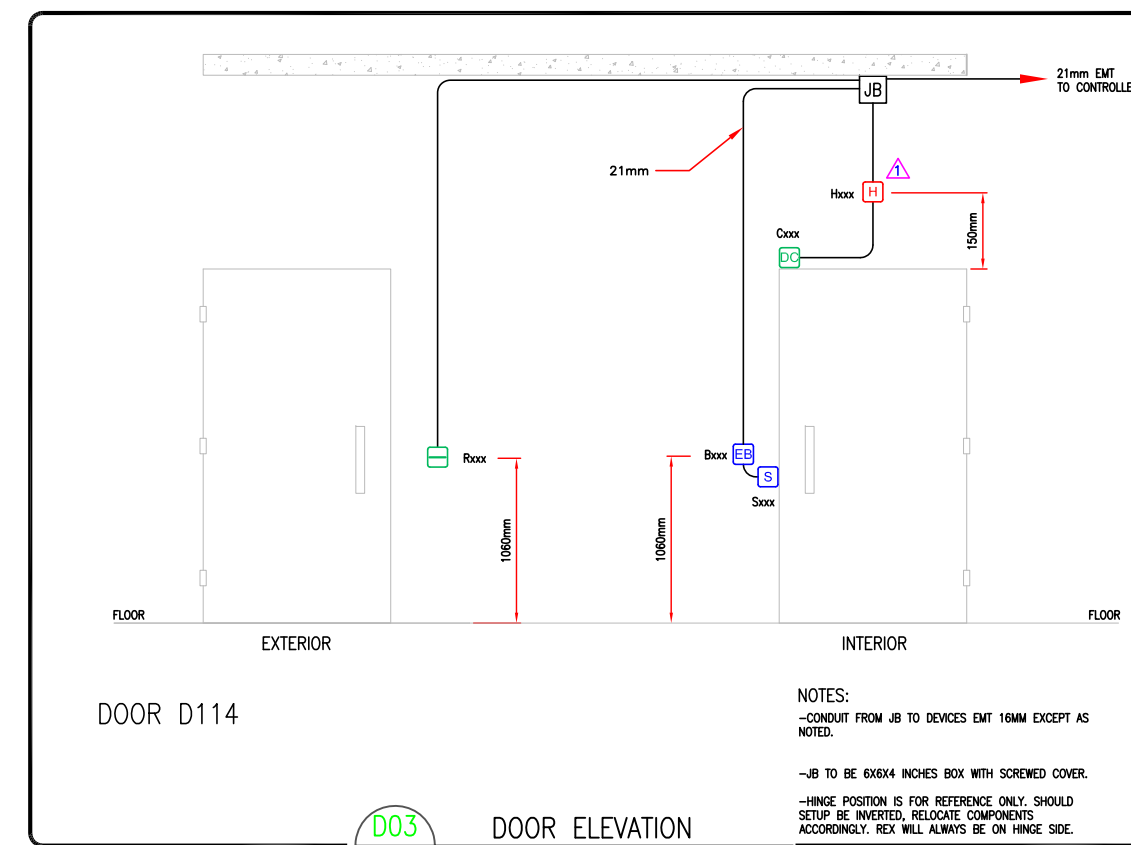 21mm EMT
TO CONTROLLE
JB
21mm
1
Hxxx
H
150mm
Cxxx
DC
Rxxx
Bxxx
EB
S
Sxxx
1060mm
1060mm
FLOOR
FLOOR
EXTERIOR
INTERIOR
DOOR D114
NOTES:
-CONDUIT FROM JB TO DEVICES EMT 16MM EXCEPT AS
NOTED.
-JB TO BE 6X6X4 INCHES BOX WITH SCREWED COVER.
-HINGE POSITION IS FOR REFERENCE ONLY. SHOULD
SETUP BE INVERTED, RELOCATE COMPONENTS
ACCORDINGLY. REX WILL ALWAYS BE ON HINGE SIDE.
D03
DOOR ELEVATION